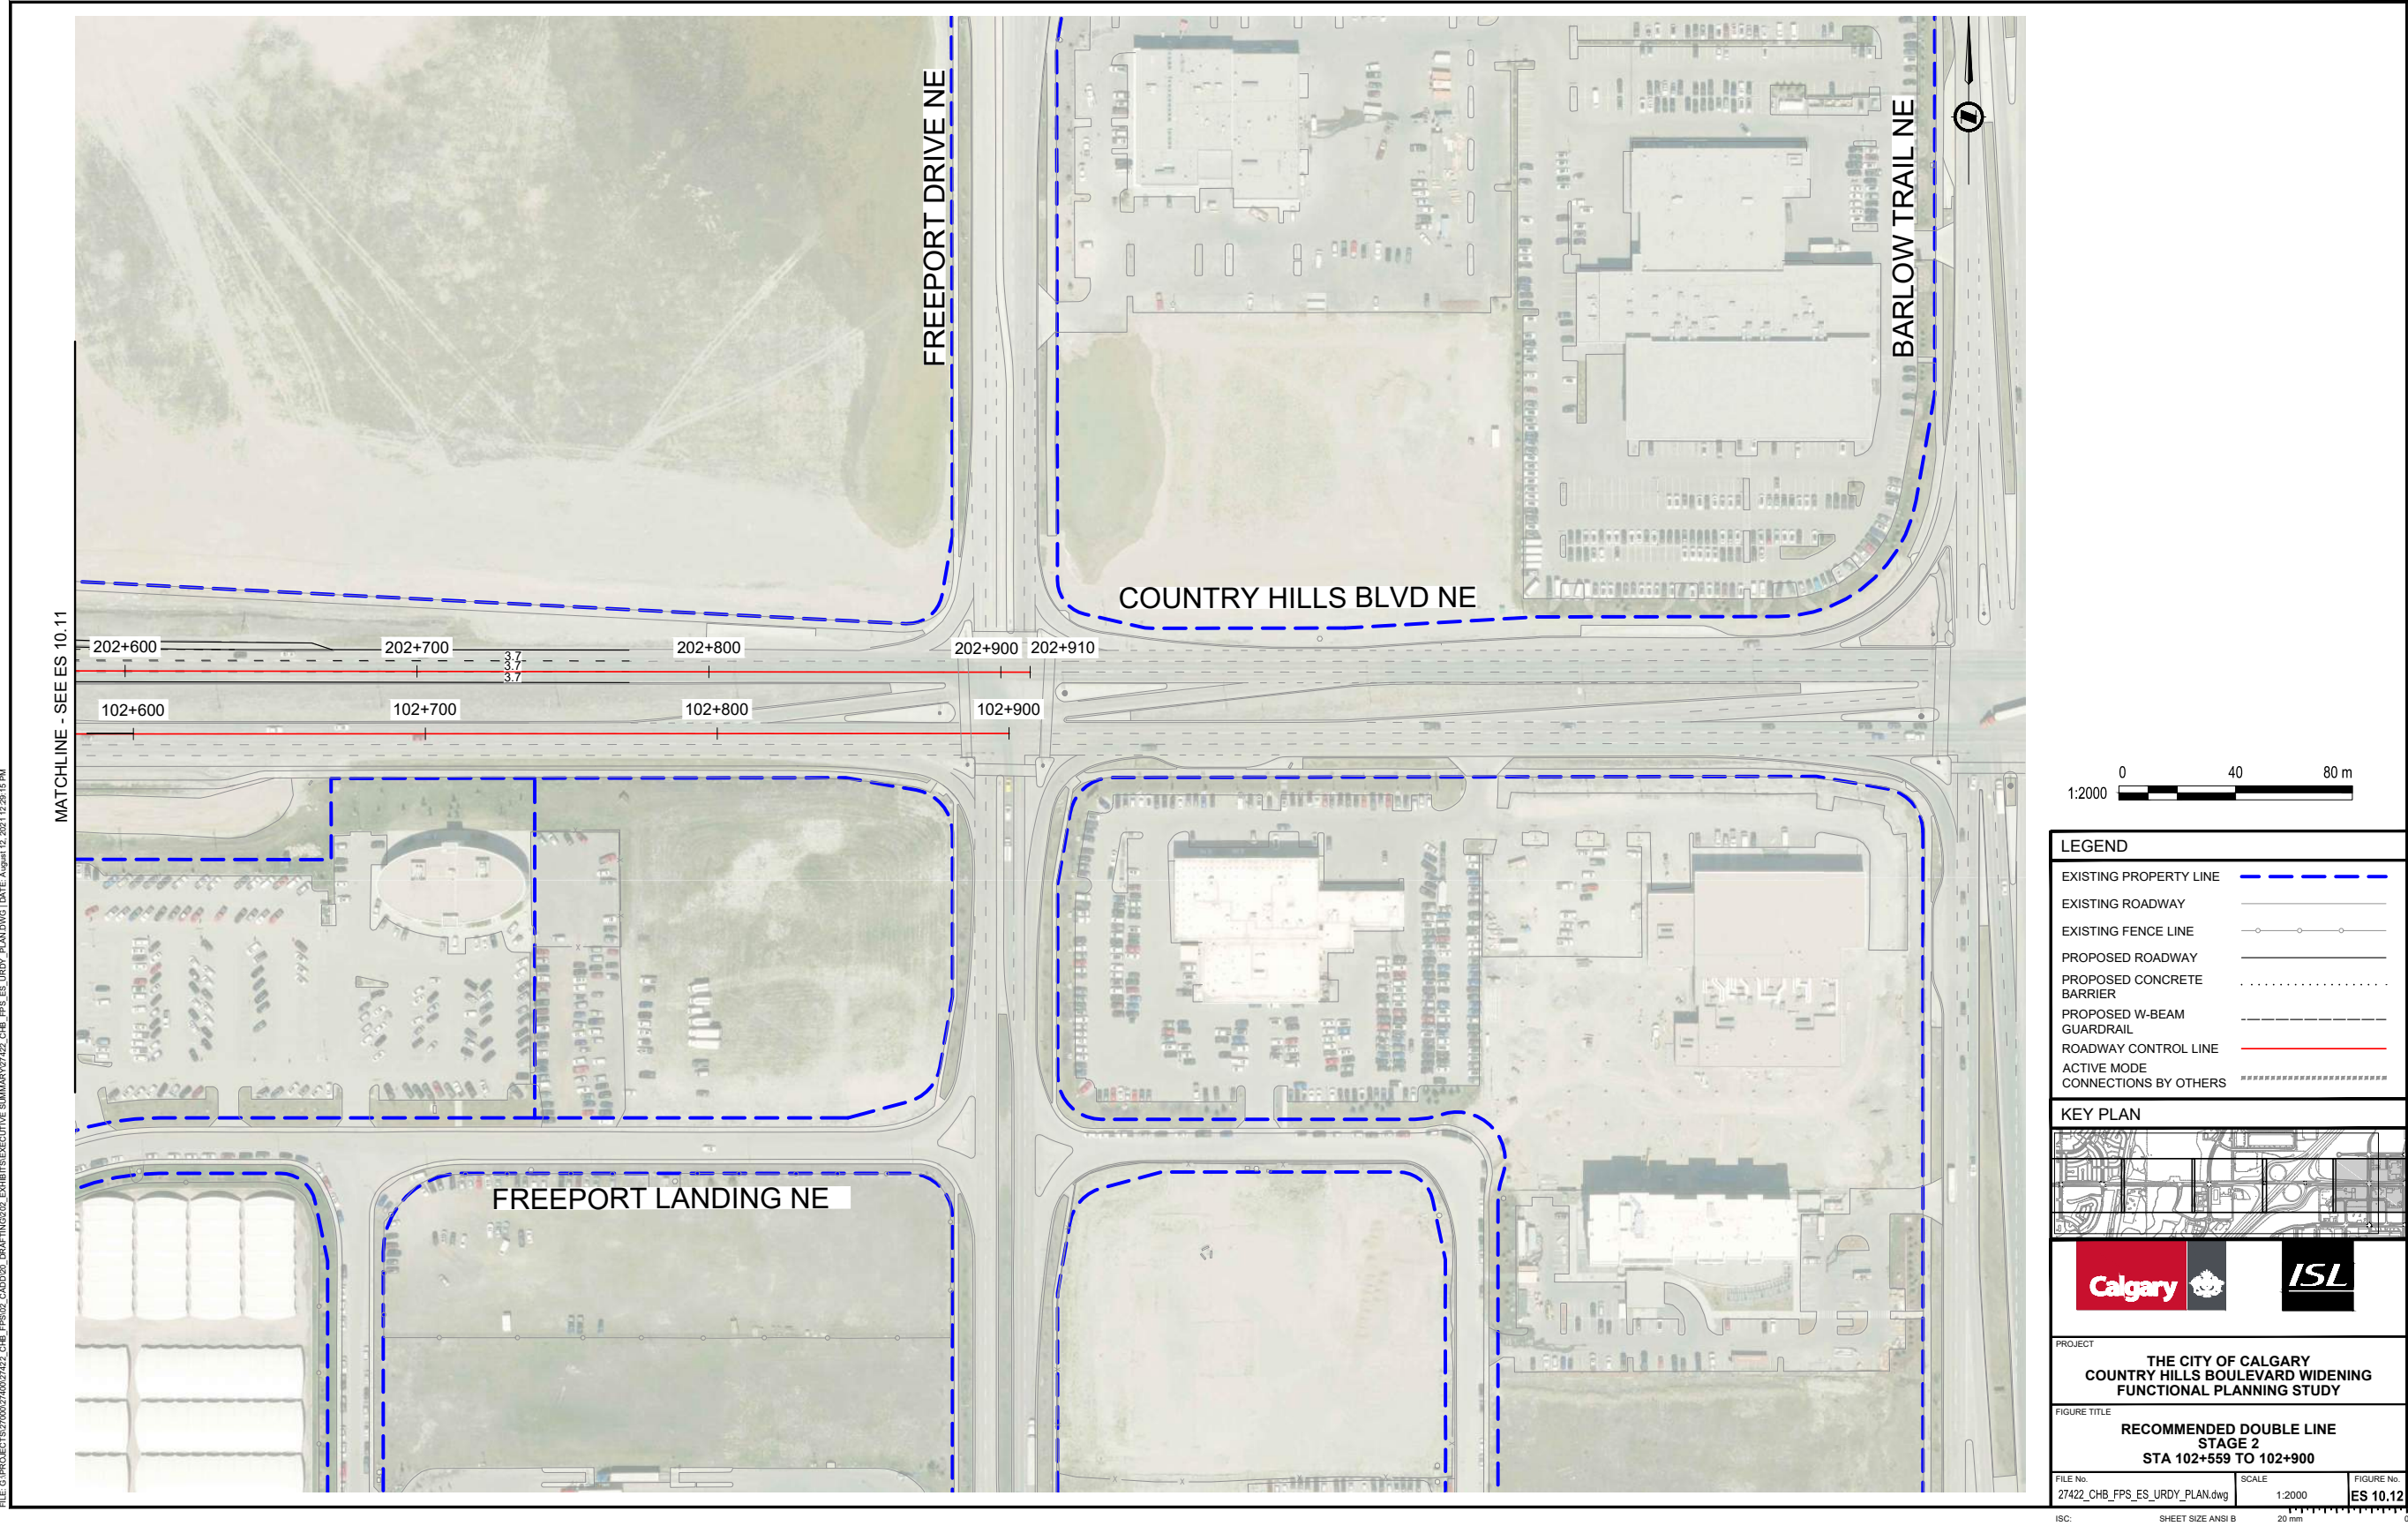 FREEPORT DRIVE NE
BARLOW TRAIL NE
COUNTRY HILLS BLVD NE
MATCHLINE - SEE ES 10.11
202+600
202+700
202+800
202+900
202+910
3.7
3.7
3.7
102+600
102+700
102+800
102+900
FREEPORT LANDING NE
0 40 80 m
1:2000
LEGEND
EXISTING PROPERTY LINE
EXISTING ROADWAY
EXISTING FENCE LINE
PROPOSED ROADWAY
PROPOSED CONCRETE
BARRIER
PROPOSED W-BEAM
GUARDRAIL
ROADWAY CONTROL LINE
ACTIVE MODE
CONNECTIONS BY OTHERS
KEY PLAN
Calgary
ISL
PROJECT
THE CITY OF CALGARY
COUNTRY HILLS BOULEVARD WIDENING
FUNCTIONAL PLANNING STUDY
FIGURE TITLE
RECOMMENDED DOUBLE LINE
STAGE 2
STA 102+559 TO 102+900
FILE No. SCALE FIGURE No.
27422_CHB_FPS_ES_URDY_PLAN.dwg 1:2000 ES 10.12
ISC: SHEET SIZE ANSI B 20 mm